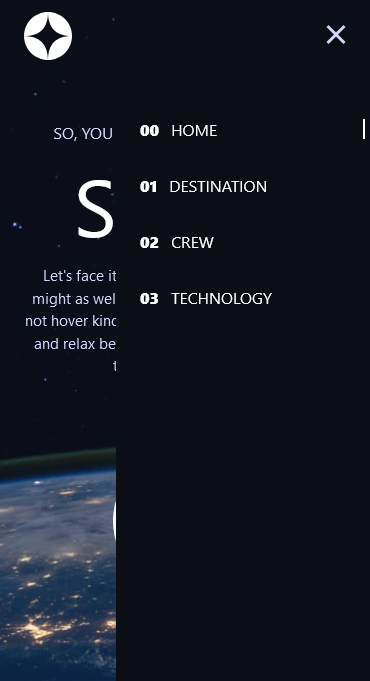 00 HOME
01 DESTINATION
02 CREW
03 TECHNOLOGY
SO, YOU
S
Let's face it
might as wel
not hover kind
and relax be
t